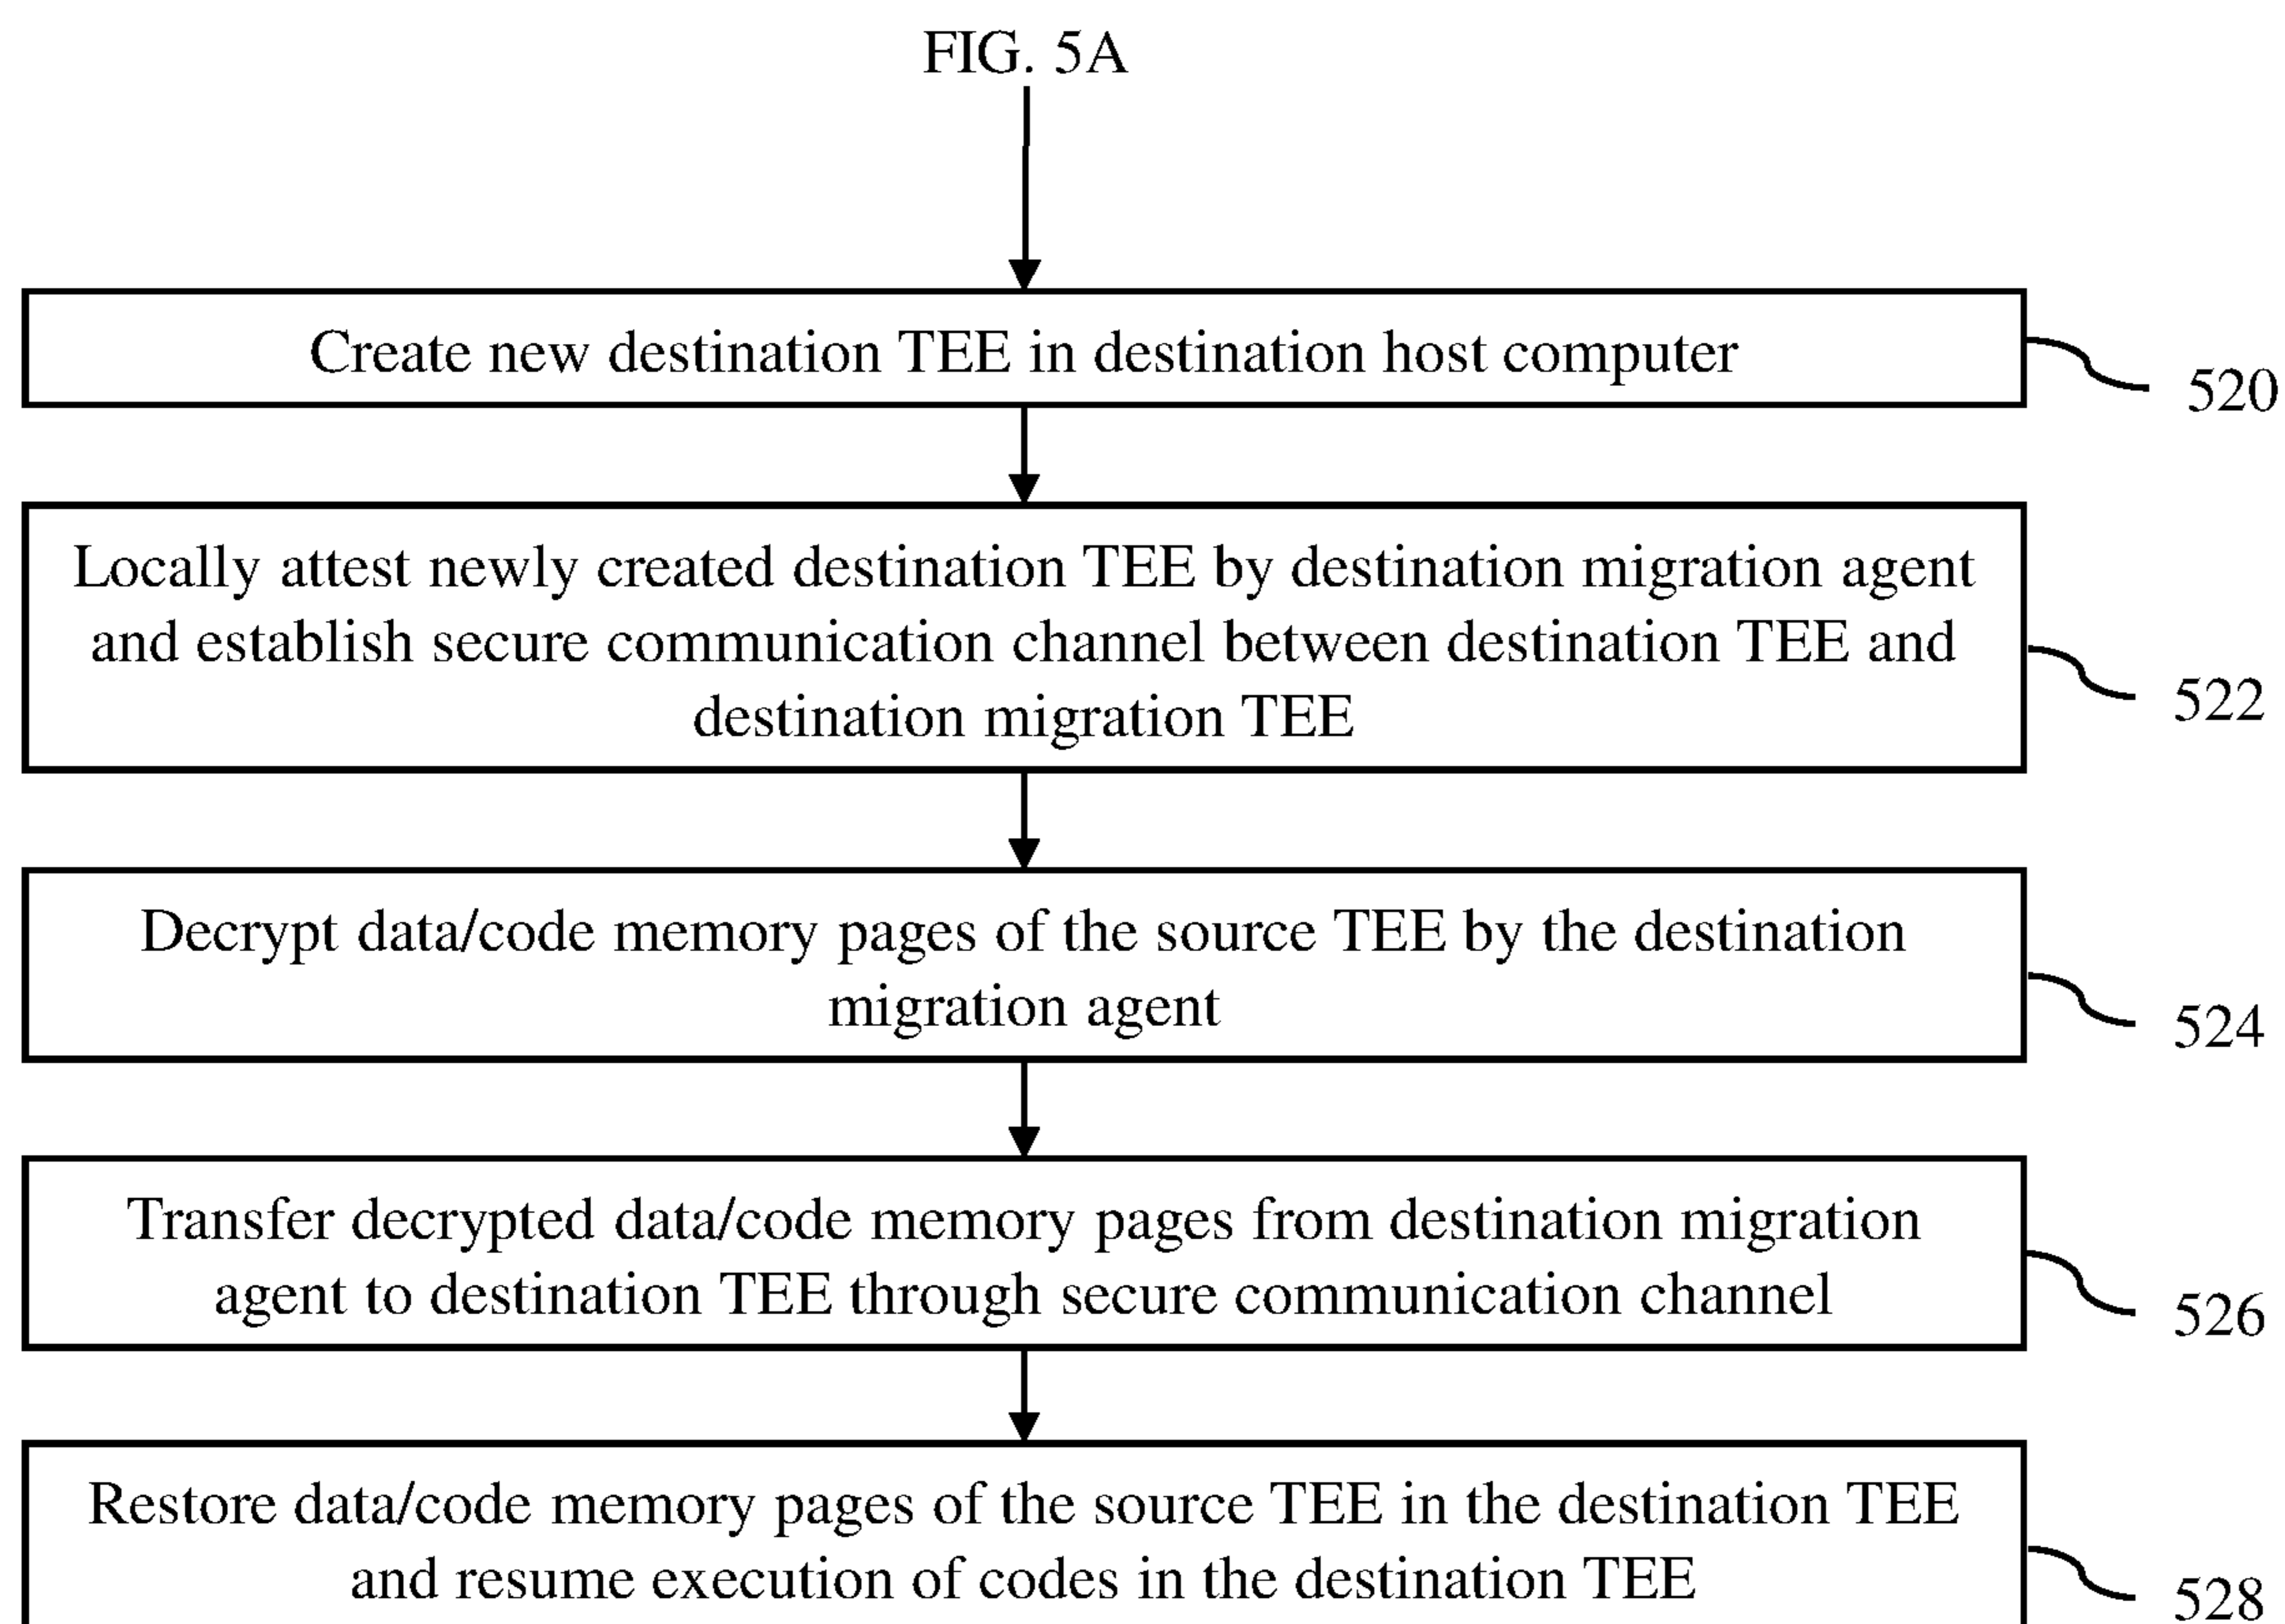 FIG. 5A
Create new destination TEE in destination host computer
520
Locally attest newly created destination TEE by destination migration agent
and establish secure communication channel between destination TEE and
destination migration TEE
522
Decrypt data/code memory pages of the source TEE by the destination
migration agent
524
Transfer decrypted data/code memory pages from destination migration
agent to destination TEE through secure communication channel
526
Restore data/code memory pages of the source TEE in the destination TEE
and resume execution of codes in the destination TEE
528